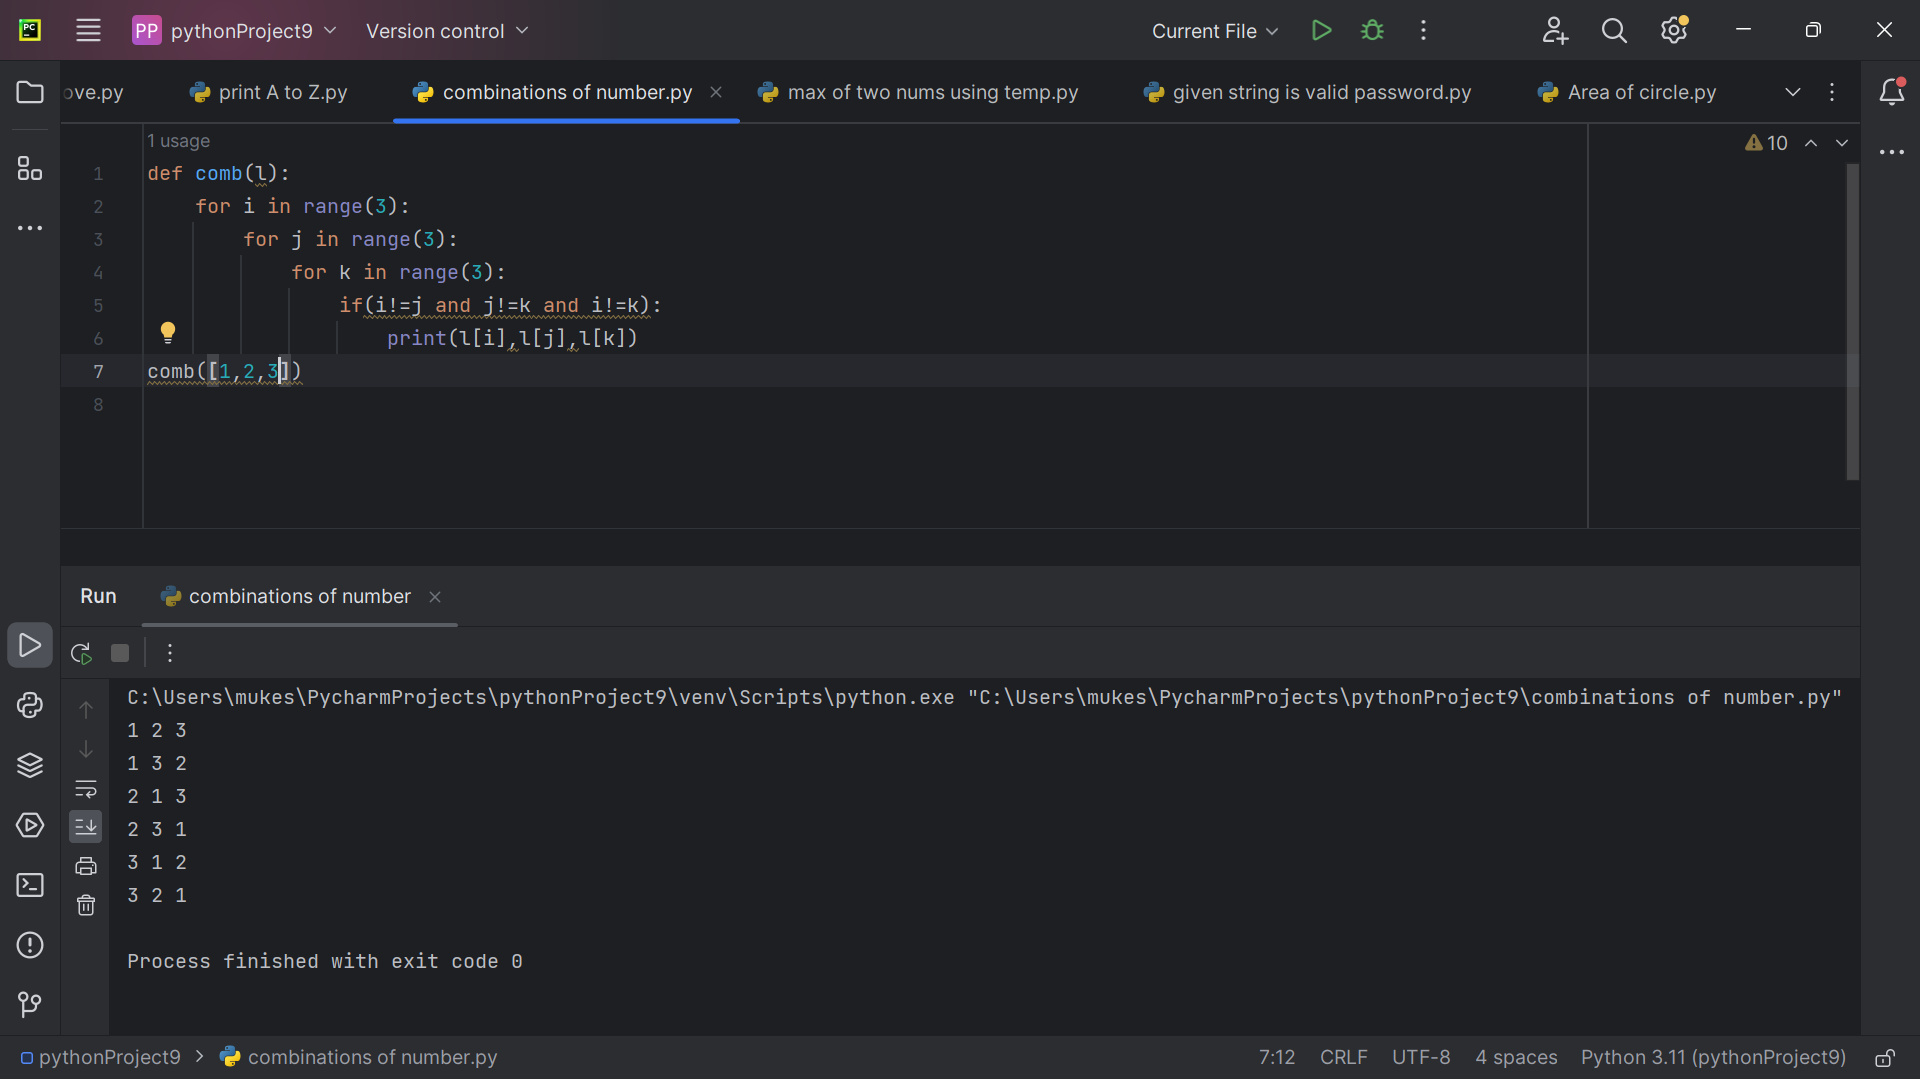 PC
PP pythonProject9 Version control Current File
ove.py print A to Z.py combinations of number.py max of two nums using temp.py given string is valid password.py Area of circle.py
1 usage
10
1 def comb(l):
2 for i in range(3):
3 for j in range(3):
4 for k in range(3):
5 if(i!=j and j!=k and i!=k):
6 print(l[i],l[j],l[k])
7 comb([1,2,3])
8
Run combinations of number
C:\Users\mukes\PycharmProjects\pythonProject9\venv\Scripts\python.exe "C:\Users\mukes\PycharmProjects\pythonProject9\combinations of number.py"
1 2 3
1 3 2
2 1 3
2 3 1
3 1 2
3 2 1
Process finished with exit code 0
pythonProject9 > combinations of number.py 7:12 CRLF UTF-8 4 spaces Python 3.11 (pythonProject9)